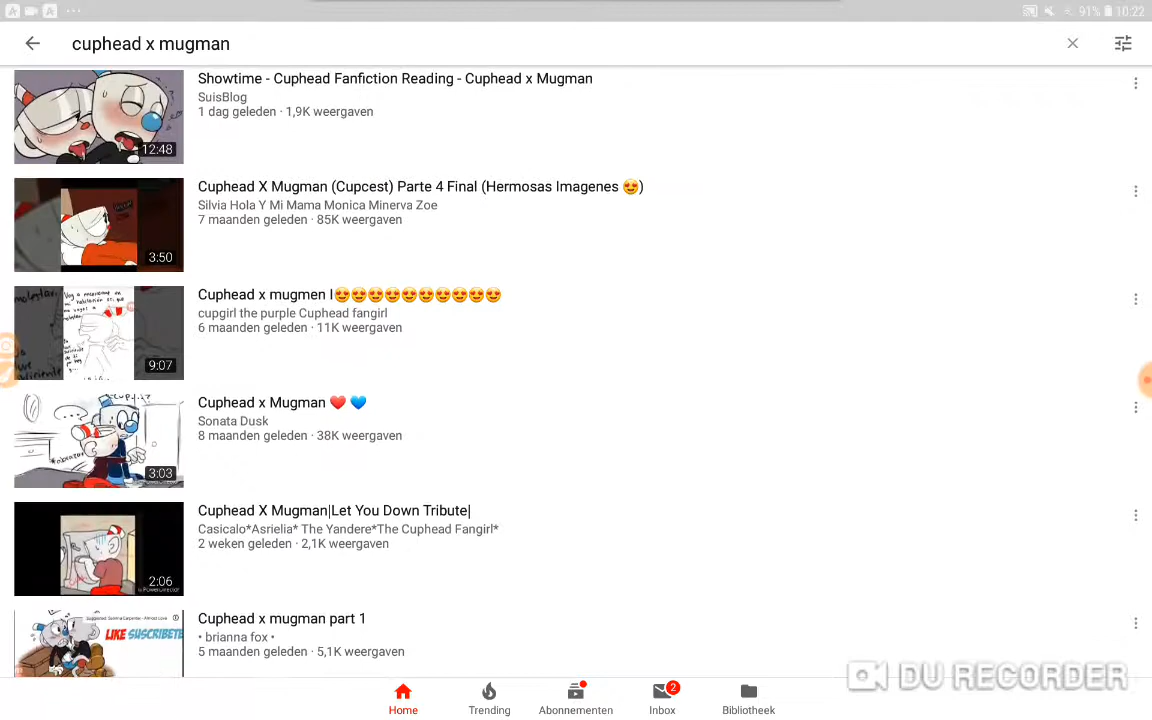 91% 10:22
cuphead x mugman
Showtime - Cuphead Fanfiction Reading - Cuphead x Mugman
SuisBlog
1 dag geleden · 1,9K weergaven
12:48
Cuphead X Mugman (Cupcest) Parte 4 Final (Hermosas Imagenes 😍)
Silvia Hola Y Mi Mama Monica Minerva Zoe
7 maanden geleden · 85K weergaven
3:50
Cuphead x mugmen I😍😍😍😍😍😍😍😍😍😍
cupgirl the purple Cuphead fangirl
6 maanden geleden · 11K weergaven
9:07
Cuphead x Mugman ❤️ 💙
Sonata Dusk
8 maanden geleden · 38K weergaven
3:03
Cuphead X Mugman|Let You Down Tribute|
Casicalo*Asrielia* The Yandere*The Cuphead Fangirl*
2 weken geleden · 2,1K weergaven
2:06
Cuphead x mugman part 1
• brianna fox •
5 maanden geleden · 5,1K weergaven
LIKE SUSCRIBETE
Home
Trending
Abonnementen
2
Inbox
Bibliotheek
DU RECORDER